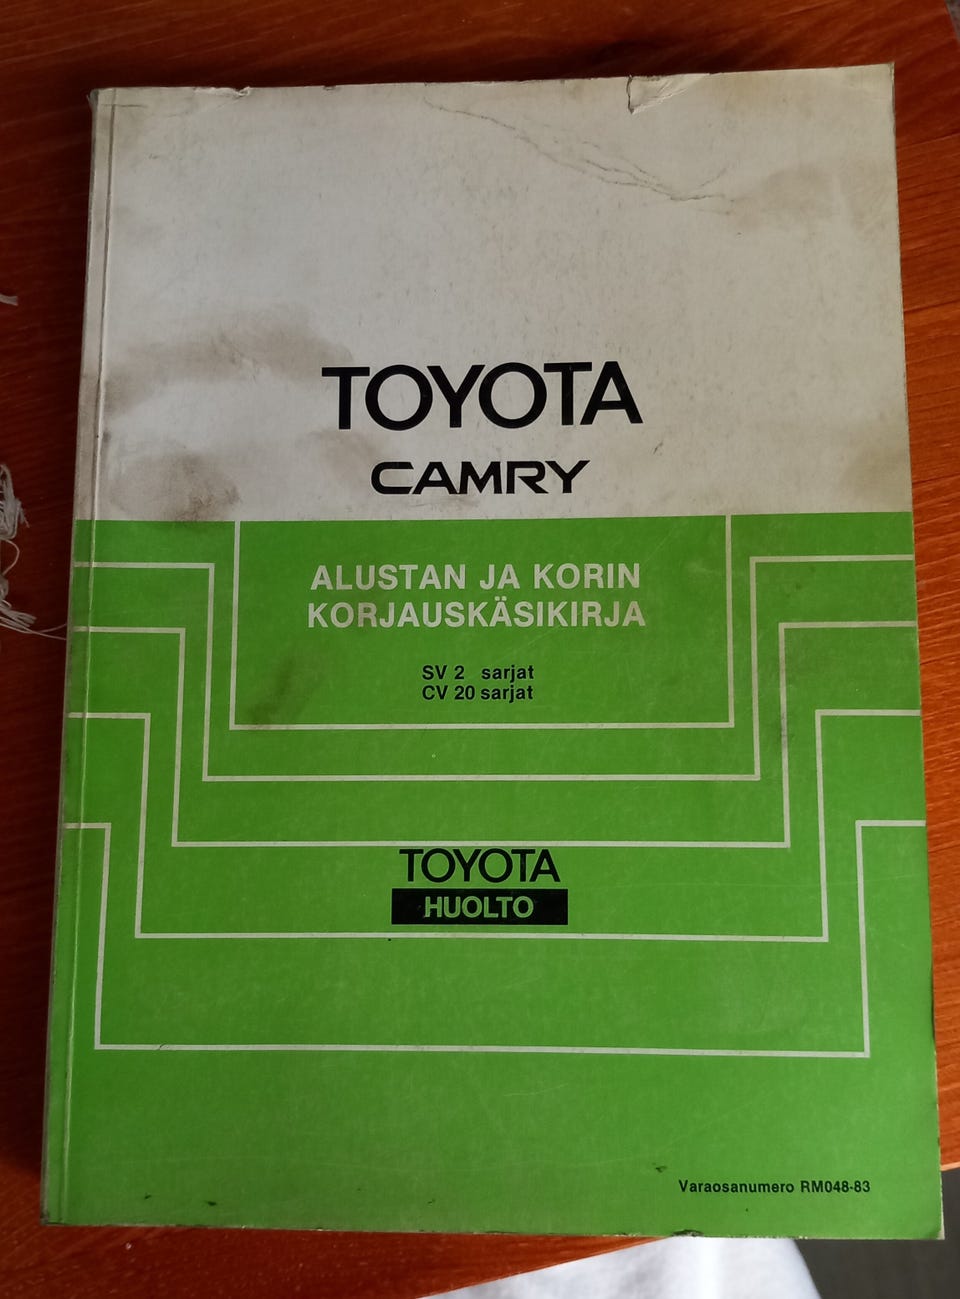 TOYOTA
CAMRY
ALUSTAN JA KORIN
KORJAUSKÄSIKIRJA
SV 2 sarjat
CV 20 sarjat
TOYOTA
HUOLTO
Varaosanumero RM048-83